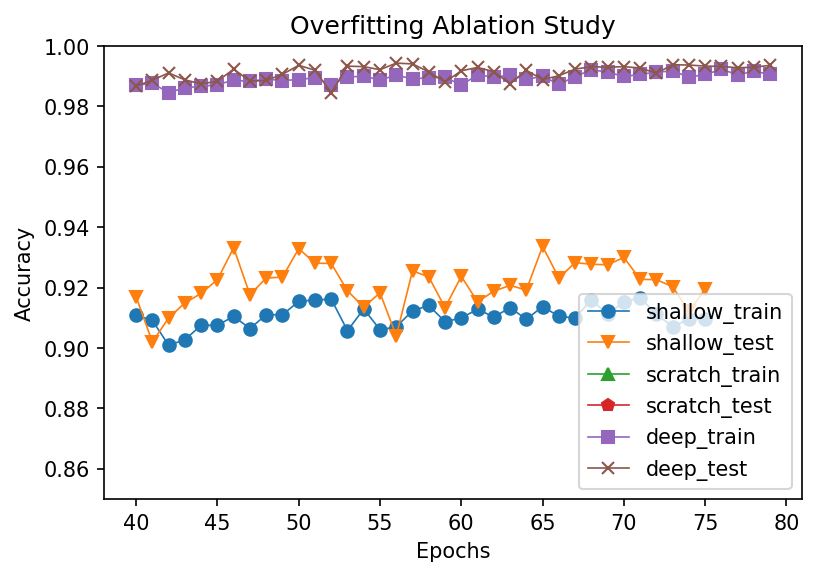 Overfitting Ablation Study
1.00
0.98
0.96
0.94
0.92
0.90
0.88
0.86
Accuracy
shallow_train
shallow_test
scratch_train
scratch_test
deep_train
deep_test
40 45 50 55 60 65 70 75 80
Epochs